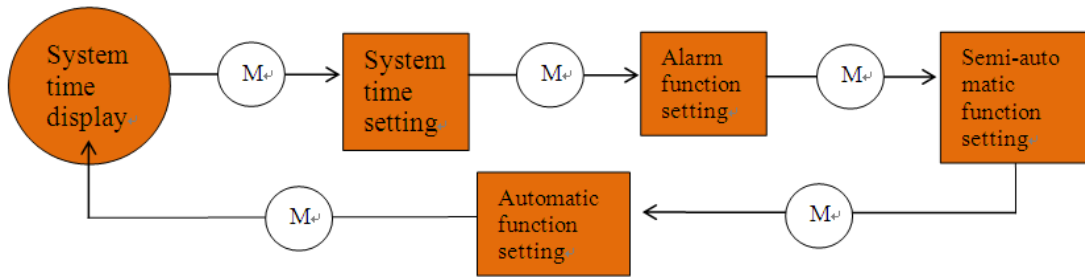 System
time
display
M
System
time
setting
M
Alarm
function
setting
M
Semi-auto
matic
function
setting
M
Automatic
function
setting
M